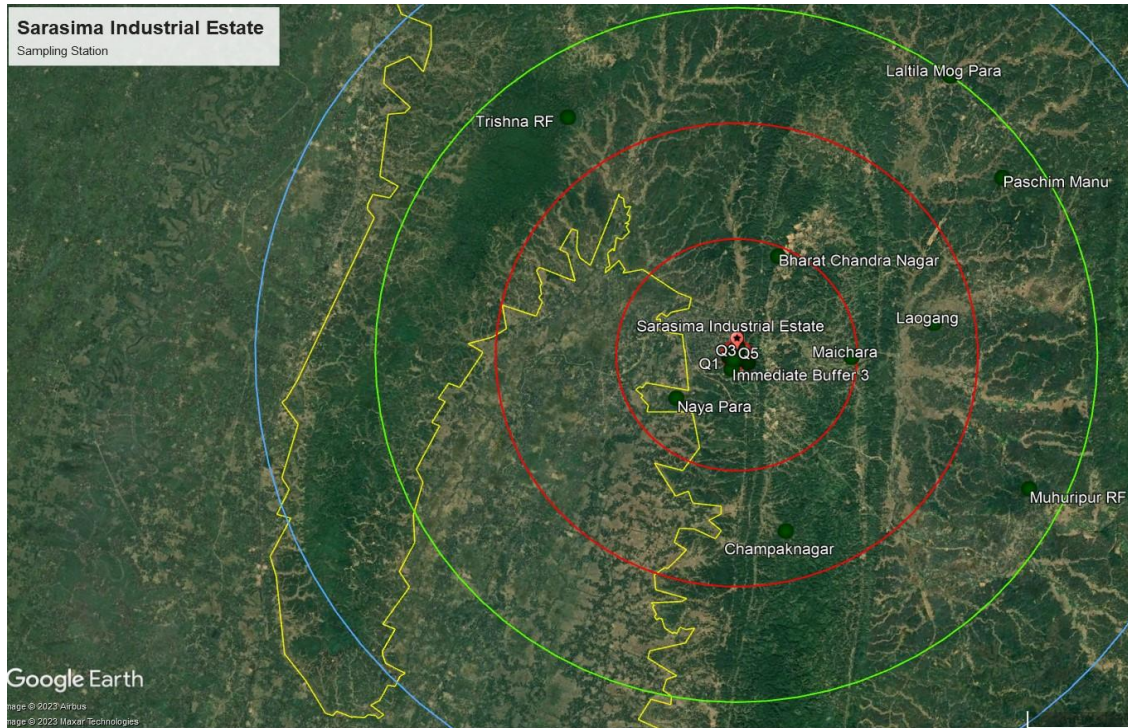 Sarasima Industrial Estate
Sampling Station
Laltila Mog Para
Trishna RF
Paschim Manu
Bharat Chandra Nagar
Sarasima Industrial Estate
Laogang
Q3
Q5
Maichara
Q1
Immediate Buffer 3
Naya Para
Muhuripur RF
Champaknagar
Google Earth
mage © 2023 Airbus
mage © 2023 Maxar Technologies